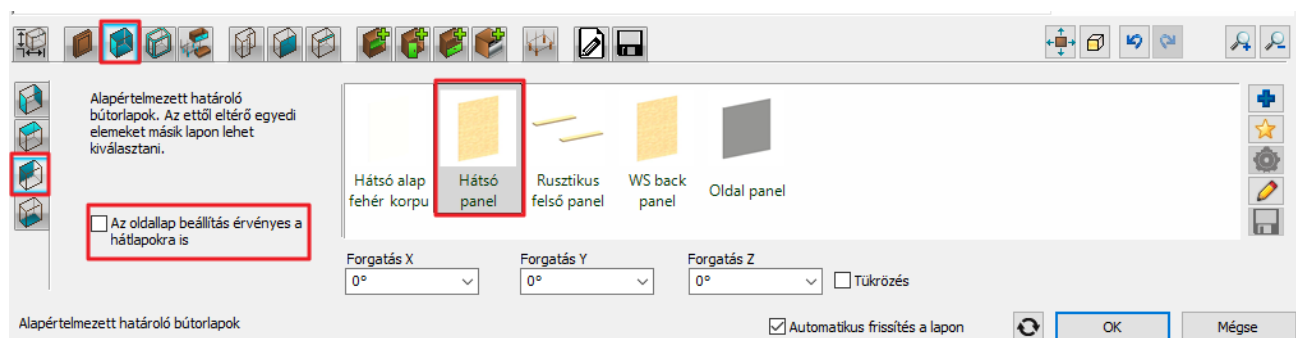 Alapértelmezett határoló
bútorlapok. Az ettől eltérő egyedi
elemeket másik lapon lehet
kiválasztani.
Az oldallap beállítás érvényes a
hátlapokra is
Hátsó alap
fehér korpu
Hátsó
panel
Rusztikus
felső panel
WS back
panel
Oldal panel
Forgatás X
0°
Forgatás Y
0°
Forgatás Z
0°
Tükrözés
Alapértelmezett határoló bútorlapok
Automatikus frissítés a lapon
OK
Mégse